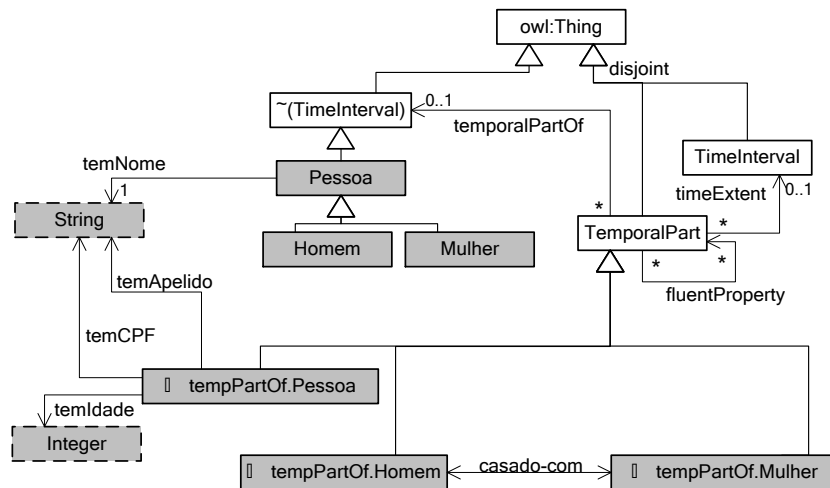 owl:Thing
disjoint
~(TimeInterval)
0..1
temporalPartOf
TimeInterval
temNome
Pessoa
timeExtent
0..1
1
String
*
*
Homem
Mulher
TemporalPart
*
*
temApelido
fluentProperty
temCPF
tempPartOf.Pessoa
temIdade
Integer
tempPartOf.Homem
casado-com
tempPartOf.Mulher